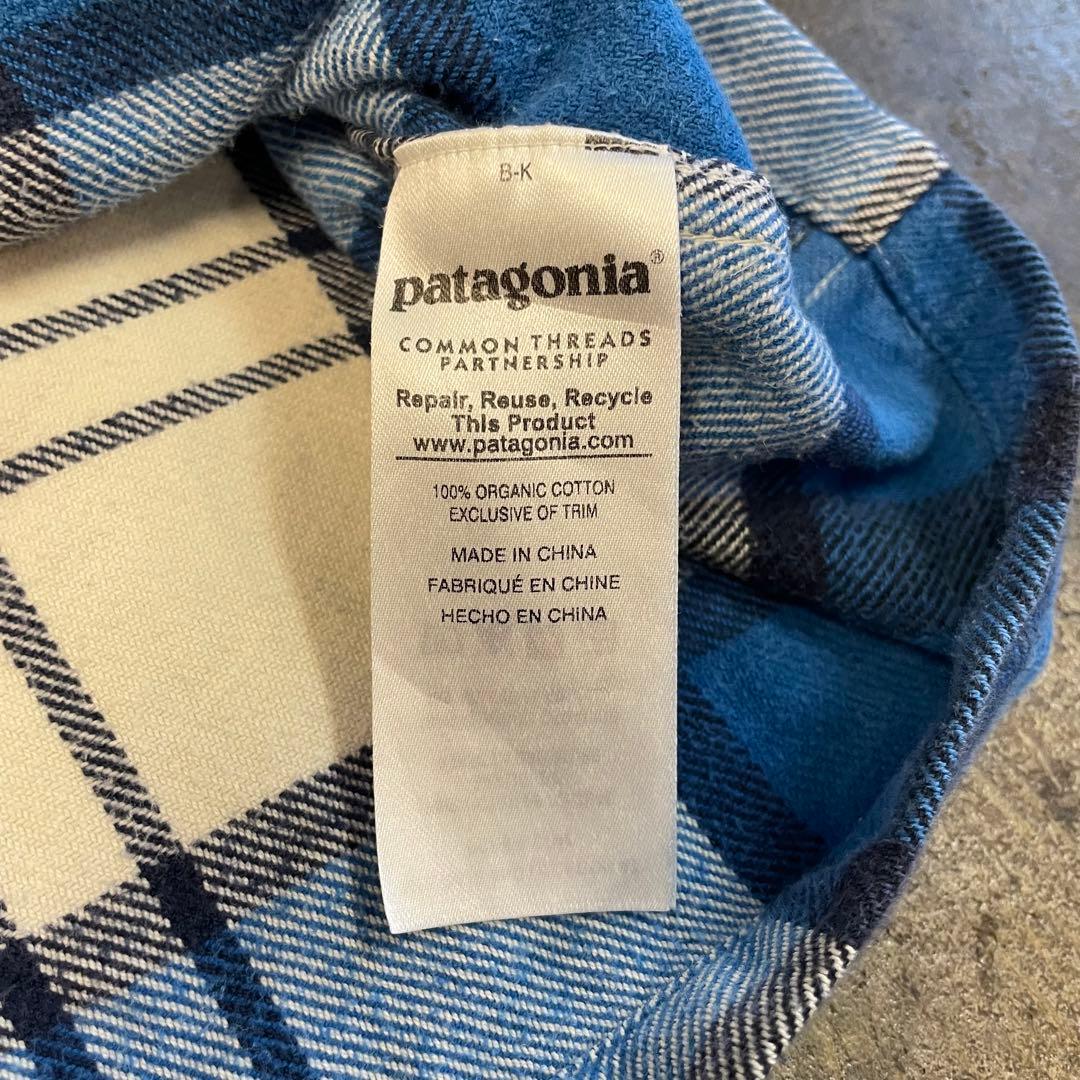 B-K
patagonia®
COMMON THREADS
PARTNERSHIP
Repair, Reuse, Recycle
This Product
www.patagonia.com
100% ORGANIC COTTON
EXCLUSIVE OF TRIM
MADE IN CHINA
FABRIQUÉ EN CHINE
HECHO EN CHINA